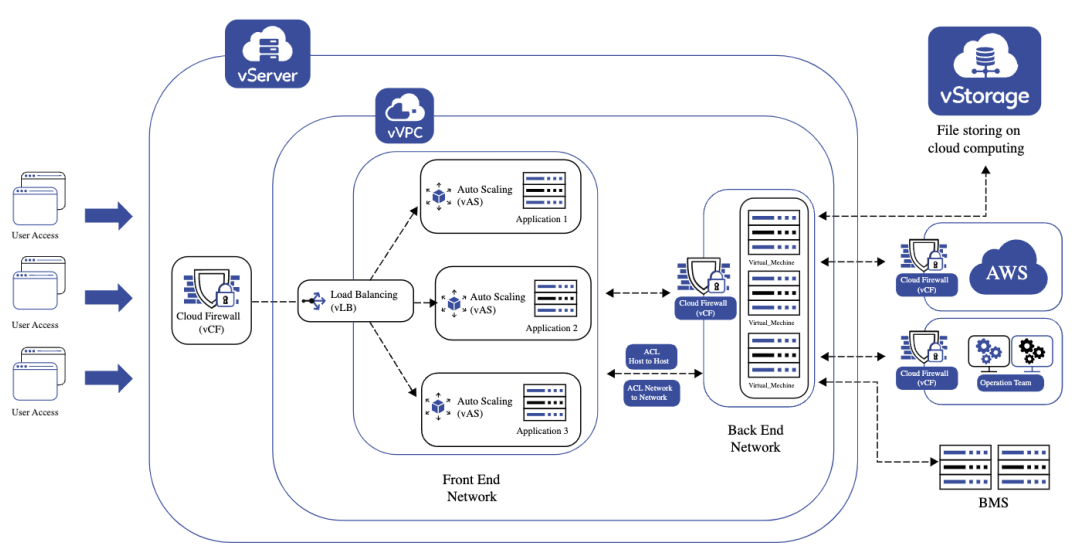 vServer
vStorage
File storing on
cloud computing
vVPC
User Access
User Access
User Access
Cloud Firewall
(vCF)
Load Balancing
(vLB)
Auto Scaling
(vAS)
Application 1
Auto Scaling
(vAS)
Application 2
Auto Scaling
(vAS)
Application 3
Front End
Network
ACL
Host to Host
ACL Network
to Network
Cloud Firewall
(vCF)
Virtual_Mechine
Virtual_Mechine
Virtual_Mechine
Back End
Network
Cloud Firewall
(vCF)
AWS
Cloud Firewall
(vCF)
Operation Team
BMS